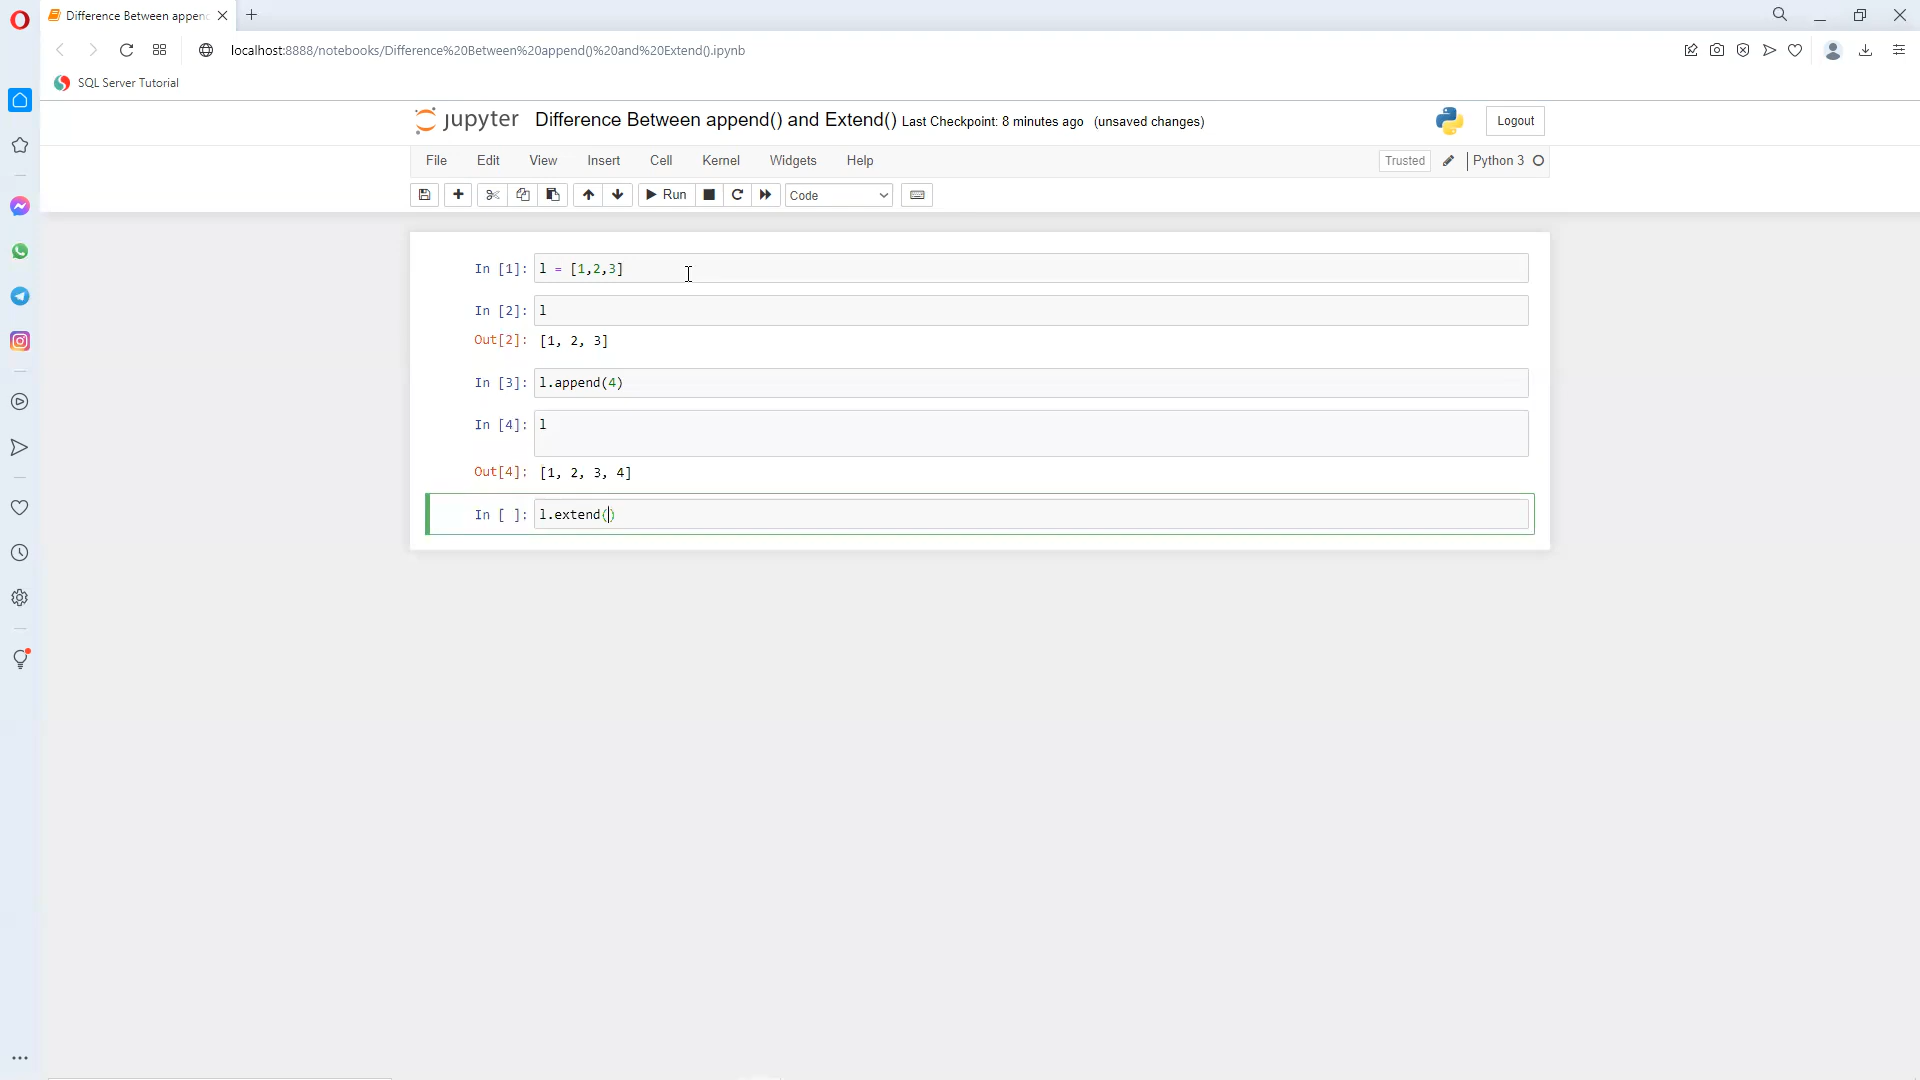 Difference Between appen
localhost:8888/notebooks/Difference%20Between%20append()%20and%20Extend().ipynb
SQL Server Tutorial
jupyter Difference Between append() and Extend() Last Checkpoint: 8 minutes ago (unsaved changes) Logout
File Edit View Insert Cell Kernel Widgets Help Trusted Python 3
Run Code
In [1]: l = [1,2,3]
In [2]: l
Out[2]: [1, 2, 3]
In [3]: l.append(4)
In [4]: l
Out[4]: [1, 2, 3, 4]
In [ ]: l.extend()